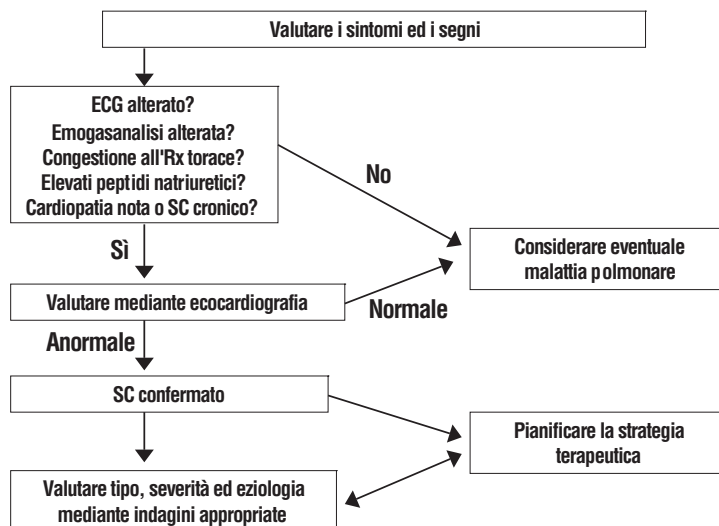 Valutare i sintomi ed i segni
ECG alterato?
Emogasanalisi alterata?
Congestione all'Rx torace?
Elevati peptidi natriuretici?
Cardiopatia nota o SC cronico?
No
Sì
Considerare eventuale
malattia polmonare
Valutare mediante ecocardiografia
Normale
Anormale
SC confermato
Pianificare la strategia
terapeutica
Valutare tipo, severità ed eziologia
mediante indagini appropriate